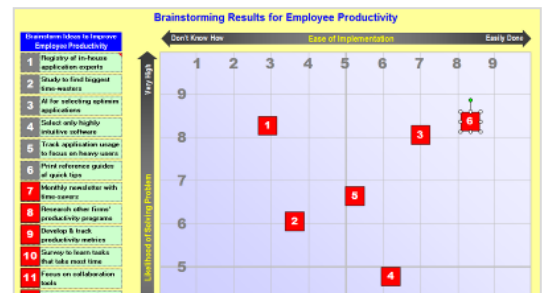 Brainstorming Results for Employee Productivity
Brainstorm Ideas to Improve
Employee Productivity
Don't Know How
Ease of Implementation
Easily Done
1 Registry of in-house
application experts
2 Study to find biggest
time-wasters
3 AI for selecting optimim
applications
4 Select only highly
intuitive software
5 Track application usage
to focus on heavy users
6 Print reference guides
of quick tips
7 Monthly newsletter with
time-savers
8 Research other firms'
productivity programs
9 Develop & track
productivity metrics
10 Survey to learn tasks
that take most time
11 Focus on collaboration
tools
Very High
Likelihood of Solving Problem
1 2 3 4 5 6 7 8 9
9
8
7
6
5
1
3
6
5
2
4